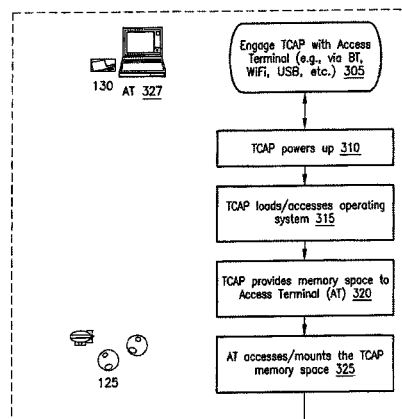 Engage TCAP with Access
Terminal (e.g., via BT,
WiFi, USB, etc.) 305
130
AT 327
TCAP powers up 310
TCAP loads/accesses operating
system 315
TCAP provides memory space to
Access Terminal (AT) 320
AT accesses/mounts the TCAP
memory space 325
125